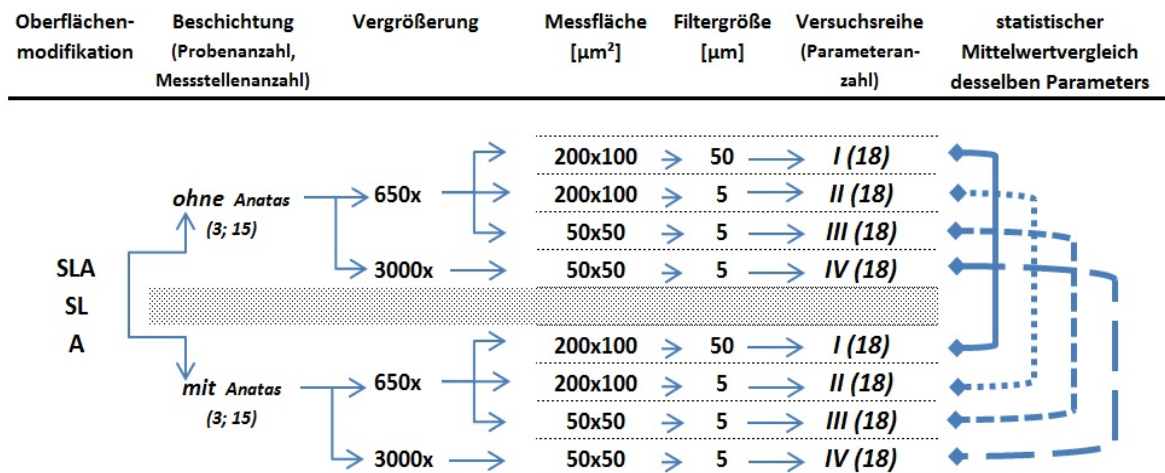 Oberflächen-
modifikation
Beschichtung
(Probenanzahl,
Messstellenanzahl)
Vergrößerung
Messfläche
[µm²]
Filtergröße
[µm]
Versuchsreihe
(Parameteran-
zahl)
statistischer
Mittelwertvergleich
desselben Parameters
SLA
SL
A
ohne Anatas
(3; 15)
650x
200x100 50 I (18)
200x100 5 II (18)
50x50 5 III (18)
3000x 50x50 5 IV (18)
mit Anatas
(3; 15)
650x
200x100 50 I (18)
200x100 5 II (18)
50x50 5 III (18)
3000x 50x50 5 IV (18)